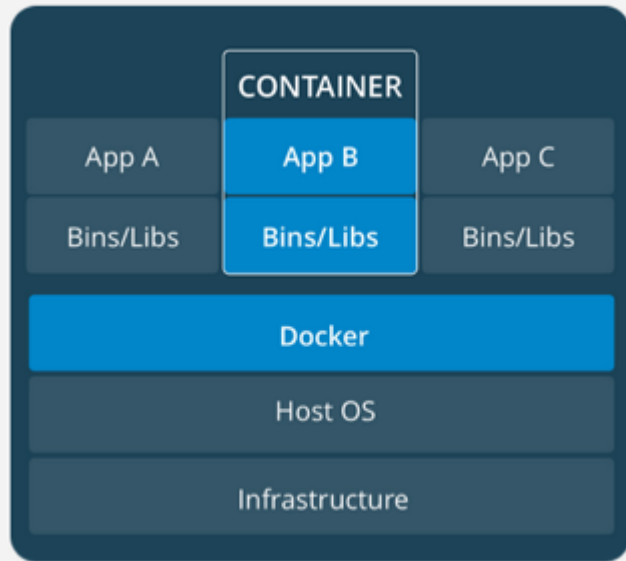 CONTAINER
App A App B App C
Bins/Libs Bins/Libs Bins/Libs
Docker
Host OS
Infrastructure